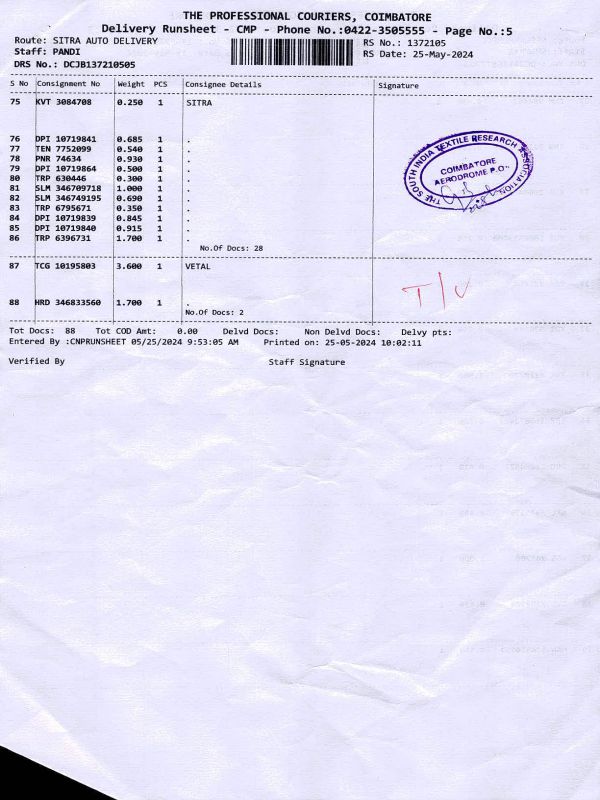 THE PROFESSIONAL COURIERS, COIMBATORE
Delivery Runsheet - CMP - Phone No.:0422-3505555 - Page No.:5
Route: SITRA AUTO DELIVERY
RS No.: 1372105
Staff: PANDI
RS Date: 25-May-2024
DRS No.: DCJB137210505
S No Consignment No Weight PCS Consignee Details Signature
75 KVT 3084708 0.250 1 SITRA
76 DPI 10719841 0.685 1 .
77 TEN 7752099 0.540 1 .
78 PNR 74634 0.930 1 .
79 DPI 10719864 0.500 1 .
80 TRP 630446 0.300 1 .
81 SLM 346709718 1.000 1 .
82 SLM 346749195 0.690 1 .
83 TRP 6795671 0.350 1 .
84 DPI 10719839 0.845 1 .
85 DPI 10719840 0.915 1 .
86 TRP 6396731 1.700 1 .
No.Of Docs: 28
THE SOUTH INDIA TEXTILE RESEARCH ASSOCIATION
COIMBATORE
AERODROME P.O
87 TCG 10195803 3.600 1 VETAL
88 HRD 346833560 1.700 1 .
No.Of Docs: 2
Tot Docs: 88 Tot COD Amt: 0.00 Delvd Docs: Non Delvd Docs: Delvy pts:
Entered By :CNPRUNSHEET 05/25/2024 9:53:05 AM Printed on: 25-05-2024 10:02:11
Verified By Staff Signature